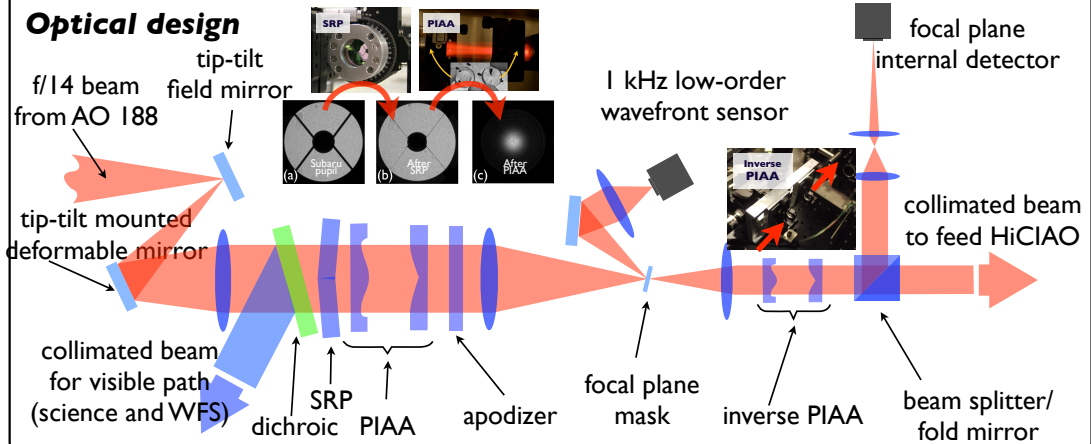 Optical design
SRP
PIAA
f/14 beam
from AO 188
tip-tilt
field mirror
Subaru
pupil
(a)
After
SRP
(b)
After
PIAA
(c)
1 kHz low-order
wavefront sensor
focal plane
internal detector
Inverse
PIAA
tip-tilt mounted
deformable mirror
collimated beam
to feed HiCIAO
collimated beam
for visible path
(science and WFS)
dichroic
SRP
PIAA
apodizer
focal plane
mask
inverse PIAA
beam splitter/
fold mirror